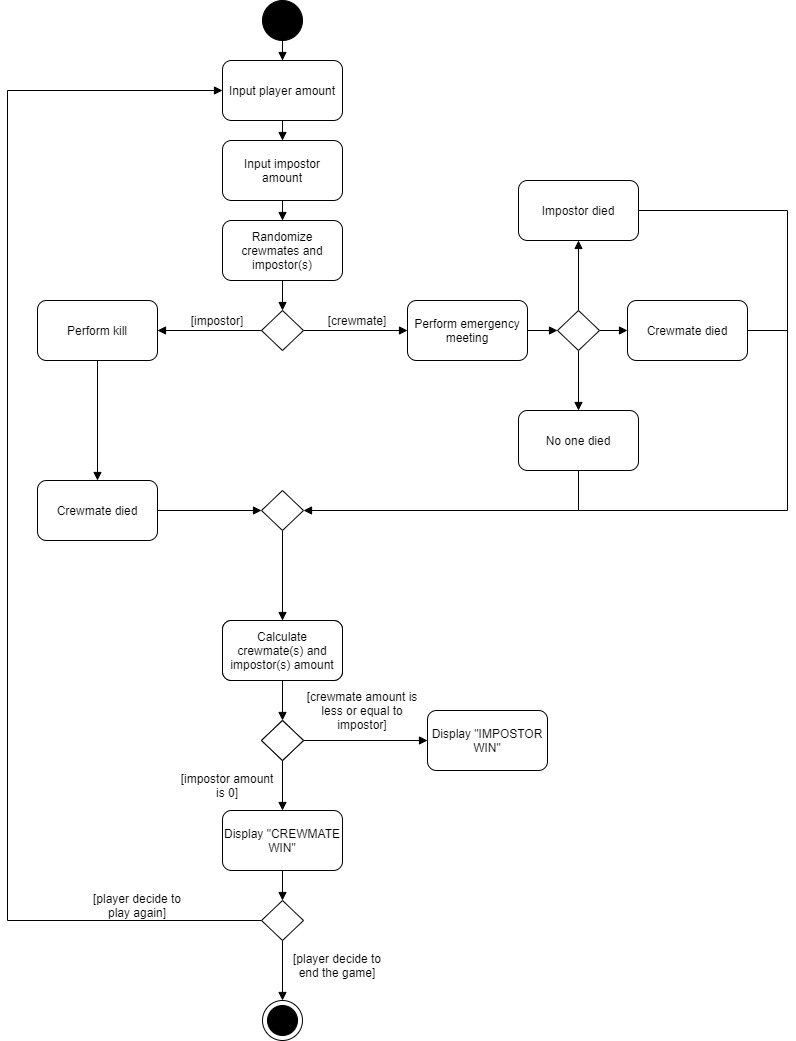 Input player amount
Input impostor
amount
Randomize
crewmates and
impostor(s)
Impostor died
[impostor]
[crewmate]
Perform kill
Perform emergency
meeting
Crewmate died
No one died
Crewmate died
Calculate
crewmate(s) and
impostor(s) amount
[crewmate amount is
less or equal to
impostor]
Display "IMPOSTOR
WIN"
[impostor amount
is 0]
Display "CREWMATE
WIN"
[player decide to
play again]
[player decide to
end the game]